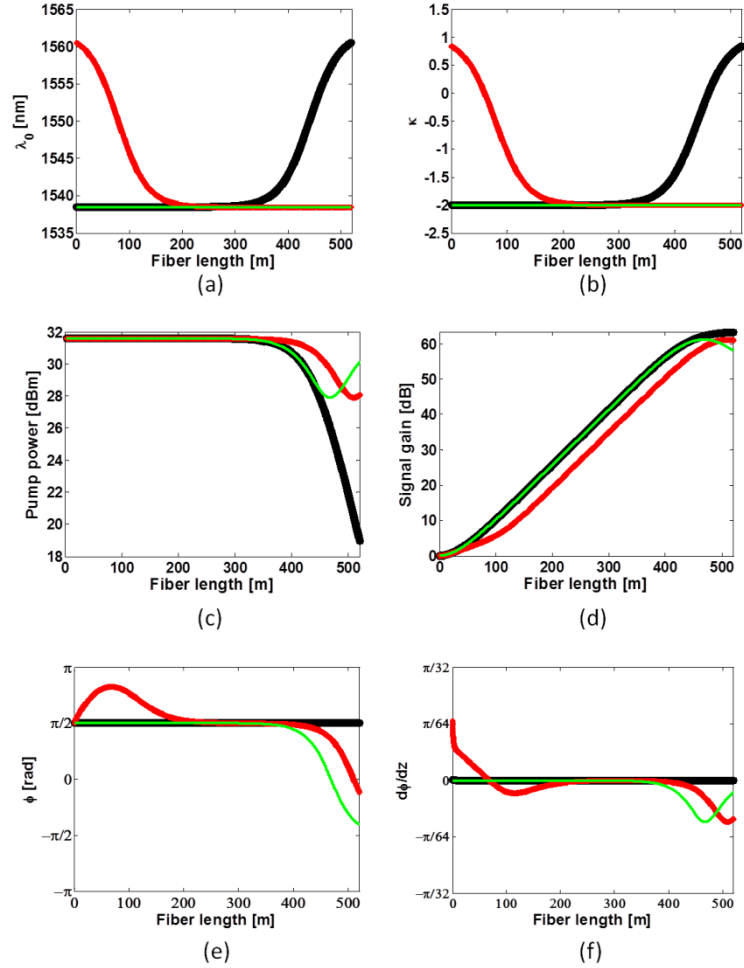 1565
1560
1555
1550
1545
1540
1535
λ0 [nm]
0 100 200 300 400 500
Fiber length [m]
(a)
1.5
1
0.5
0
-0.5
-1
-1.5
-2
-2.5
κ
0 100 200 300 400 500
Fiber length [m]
(b)
32
30
28
26
24
22
20
18
Pump power [dBm]
0 100 200 300 400 500
Fiber length [m]
(c)
60
50
40
30
20
10
0
Signal gain [dB]
0 100 200 300 400 500
Fiber length [m]
(d)
π
π/2
0
−π/2
−π
ϕ [rad]
0 100 200 300 400 500
Fiber length [m]
(e)
π/32
π/64
0
−π/64
−π/32
dϕ/dz
0 100 200 300 400 500
Fiber length [m]
(f)